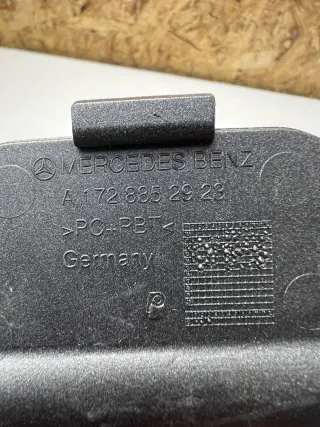 MERCEDES BENZ
A 172 885 29 23
>PC+PBT<
Germany